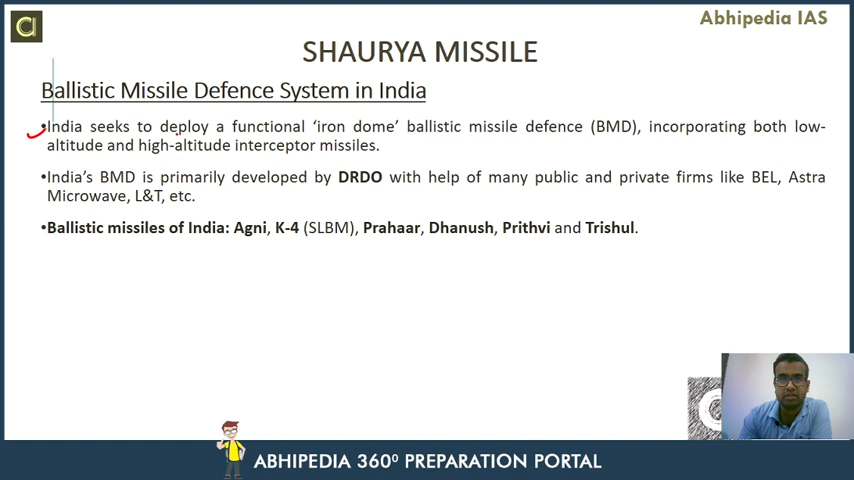 Abhipedia IAS
SHAURYA MISSILE
Ballistic Missile Defence System in India
•India seeks to deploy a functional ‘iron dome’ ballistic missile defence (BMD), incorporating both low-
altitude and high-altitude interceptor missiles.
•India’s BMD is primarily developed by DRDO with help of many public and private firms like BEL, Astra
Microwave, L&T, etc.
•Ballistic missiles of India: Agni, K-4 (SLBM), Prahaar, Dhanush, Prithvi and Trishul.
ABHIPEDIA 360⁰ PREPARATION PORTAL